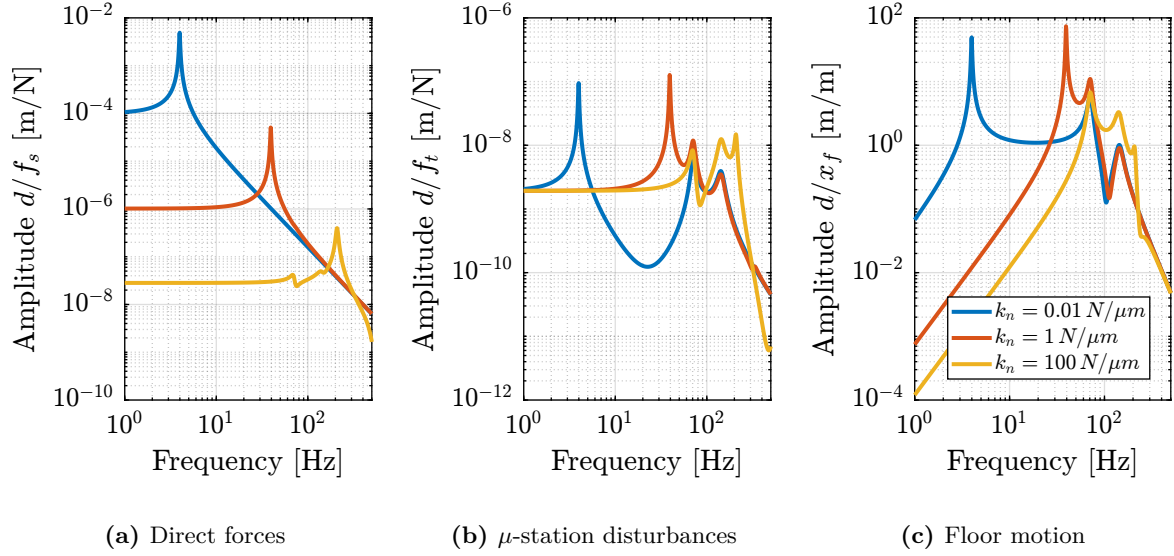 10^{-2}
10^{-4}
10^{-6}
10^{-8}
10^{-10}
Amplitude d/f_s [m/N]
10^0
10^1
10^2
Frequency [Hz]
(a) Direct forces
10^{-6}
10^{-8}
10^{-10}
10^{-12}
Amplitude d/f_t [m/N]
10^0
10^1
10^2
Frequency [Hz]
(b) μ-station disturbances
10^2
10^0
10^{-2}
10^{-4}
Amplitude d/x_f [m/m]
k_n = 0.01 N/μm
k_n = 1 N/μm
k_n = 100 N/μm
10^0
10^1
10^2
Frequency [Hz]
(c) Floor motion